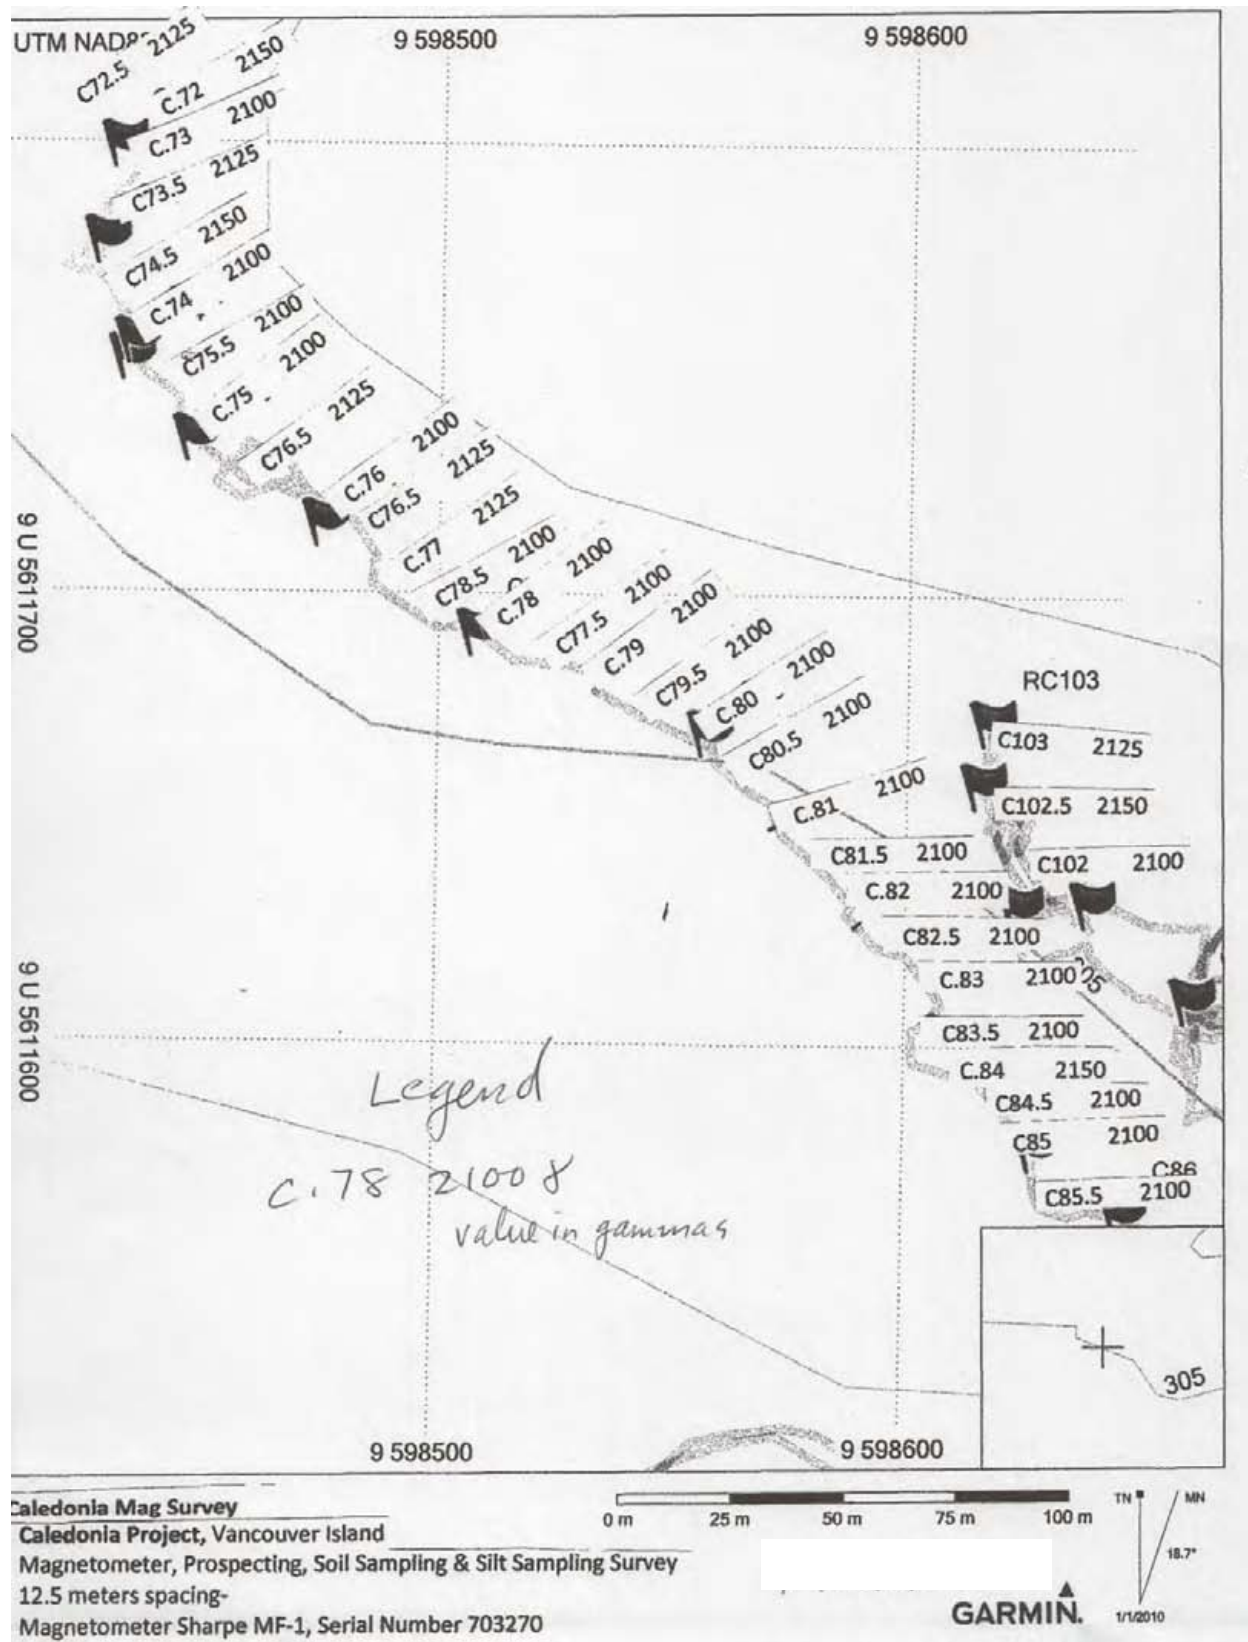 UTM NAD8
9 598500
9 598600
C72.5 2125
C.72 2150
C.73 2100
C73.5 2125
C74.5 2150
C.74 2100
C75.5 2100
C.75 2100
C76.5 2125
C.76 2100
C76.5 2125
C.77 2125
C78.5 2100
C.78 2100
C77.5 2100
C.79 2100
C79.5 2100
C.80 2100
C80.5 2100
C.81 2100
C81.5 2100
C.82 2100
C82.5 2100
C.83 2100
C83.5 2100
C.84 2150
C84.5 2100
C85 2100
C86
C85.5 2100
RC103
C103 2125
C102.5 2150
C102 2100
9 U 5611700
9 U 5611600
Legend
C.78 2100 γ
value in gammas
305
9 598500
9 598600
Caledonia Mag Survey
Caledonia Project, Vancouver Island
Magnetometer, Prospecting, Soil Sampling & Silt Sampling Survey
12.5 meters spacing-
Magnetometer Sharpe MF-1, Serial Number 703270
0 m 25 m 50 m 75 m 100 m
TN MN
18.7°
GARMIN.
1/1/2010